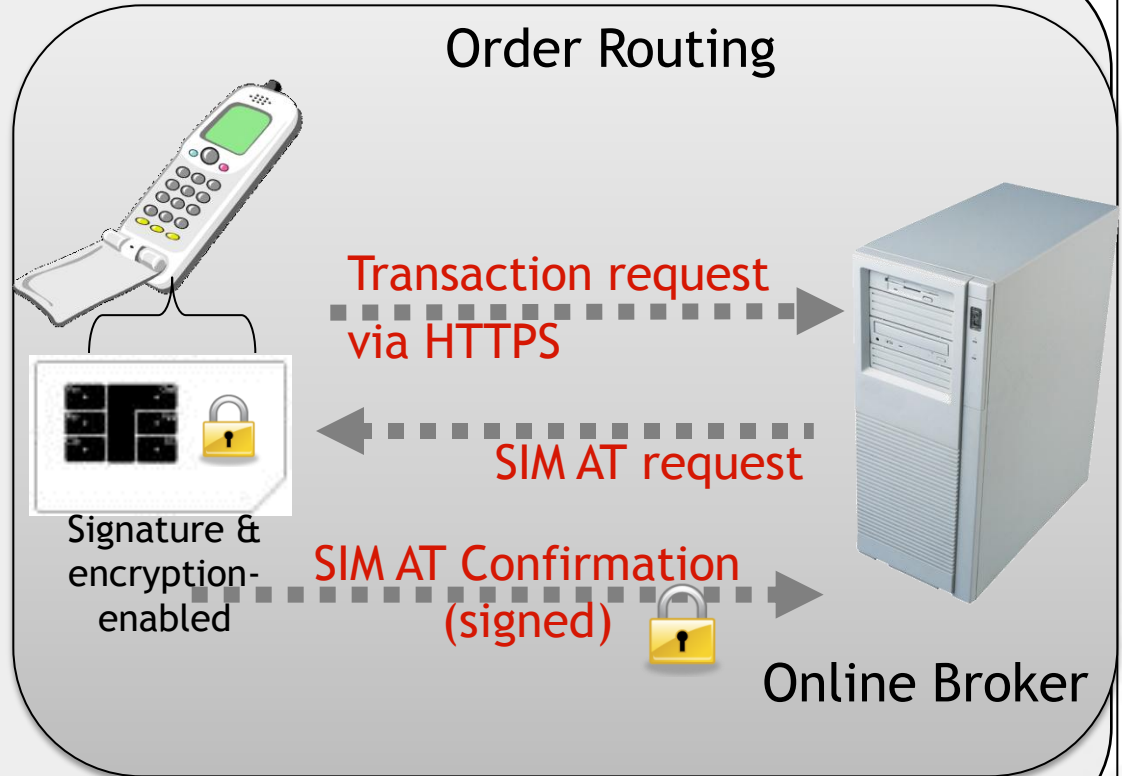 Order Routing
Transaction request
via HTTPS
SIM AT request
Signature &
encryption-
enabled
SIM AT Confirmation
(signed)
Online Broker